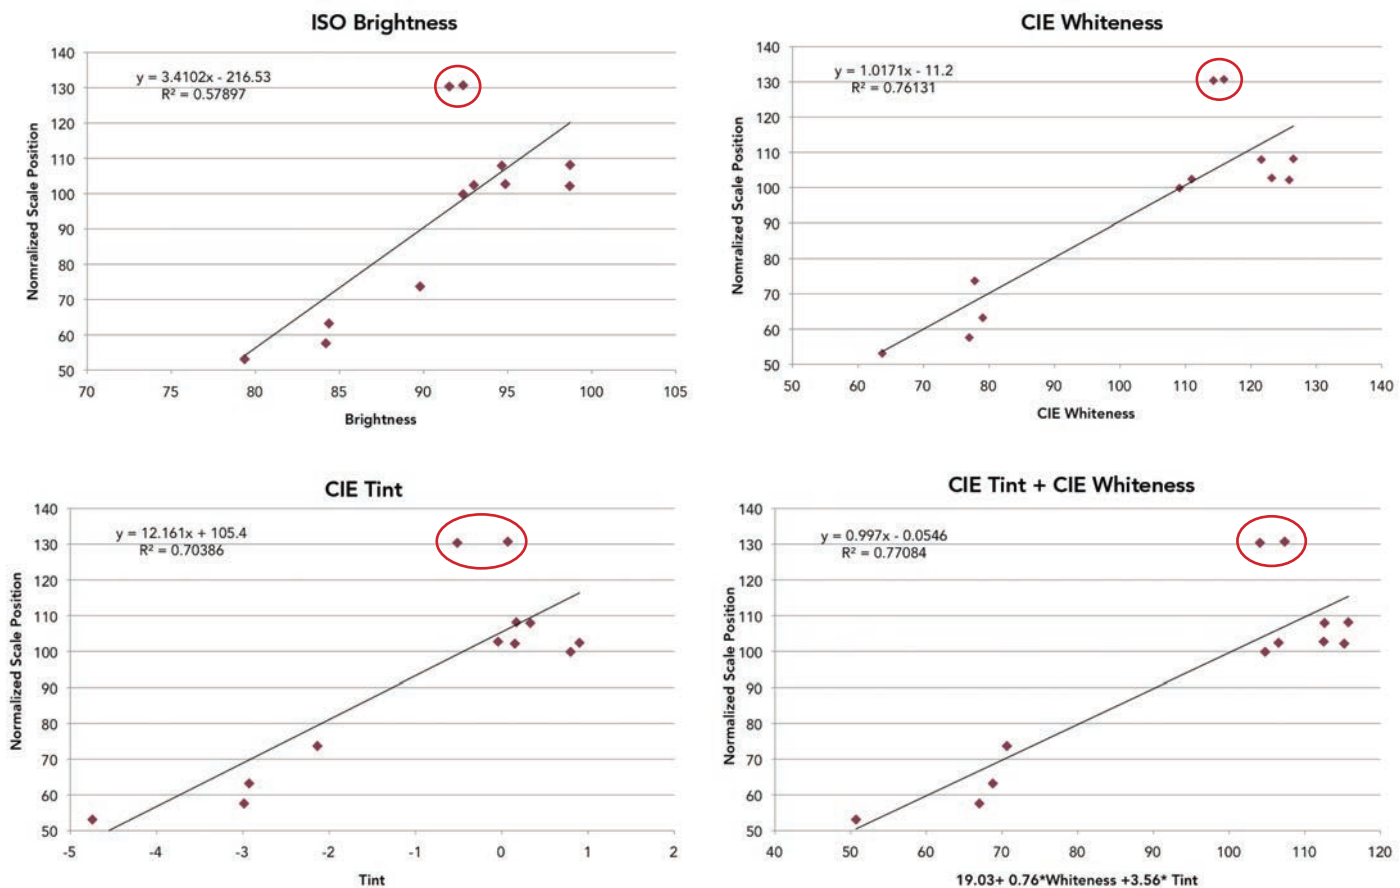 ISO Brightness
y = 3.4102x - 216.53
R² = 0.57897
Nomralized Scale Position
140
130
120
110
100
90
80
70
60
50
70 75 80 85 90 95 100 105
Brightness
CIE Whiteness
y = 1.0171x - 11.2
R² = 0.76131
Nomralized Scale Position
140
130
120
110
100
90
80
70
60
50
50 60 70 80 90 100 110 120 130 140
CIE Whiteness
CIE Tint
y = 12.161x + 105.4
R² = 0.70386
Normalized Scale Position
140
130
120
110
100
90
80
70
60
50
-5 -4 -3 -2 -1 0 1 2
Tint
CIE Tint + CIE Whiteness
y = 0.997x - 0.0546
R² = 0.77084
Normalized Scale Position
140
130
120
110
100
90
80
70
60
50
40 50 60 70 80 90 100 110 120
19.03+ 0.76*Whiteness +3.56* Tint